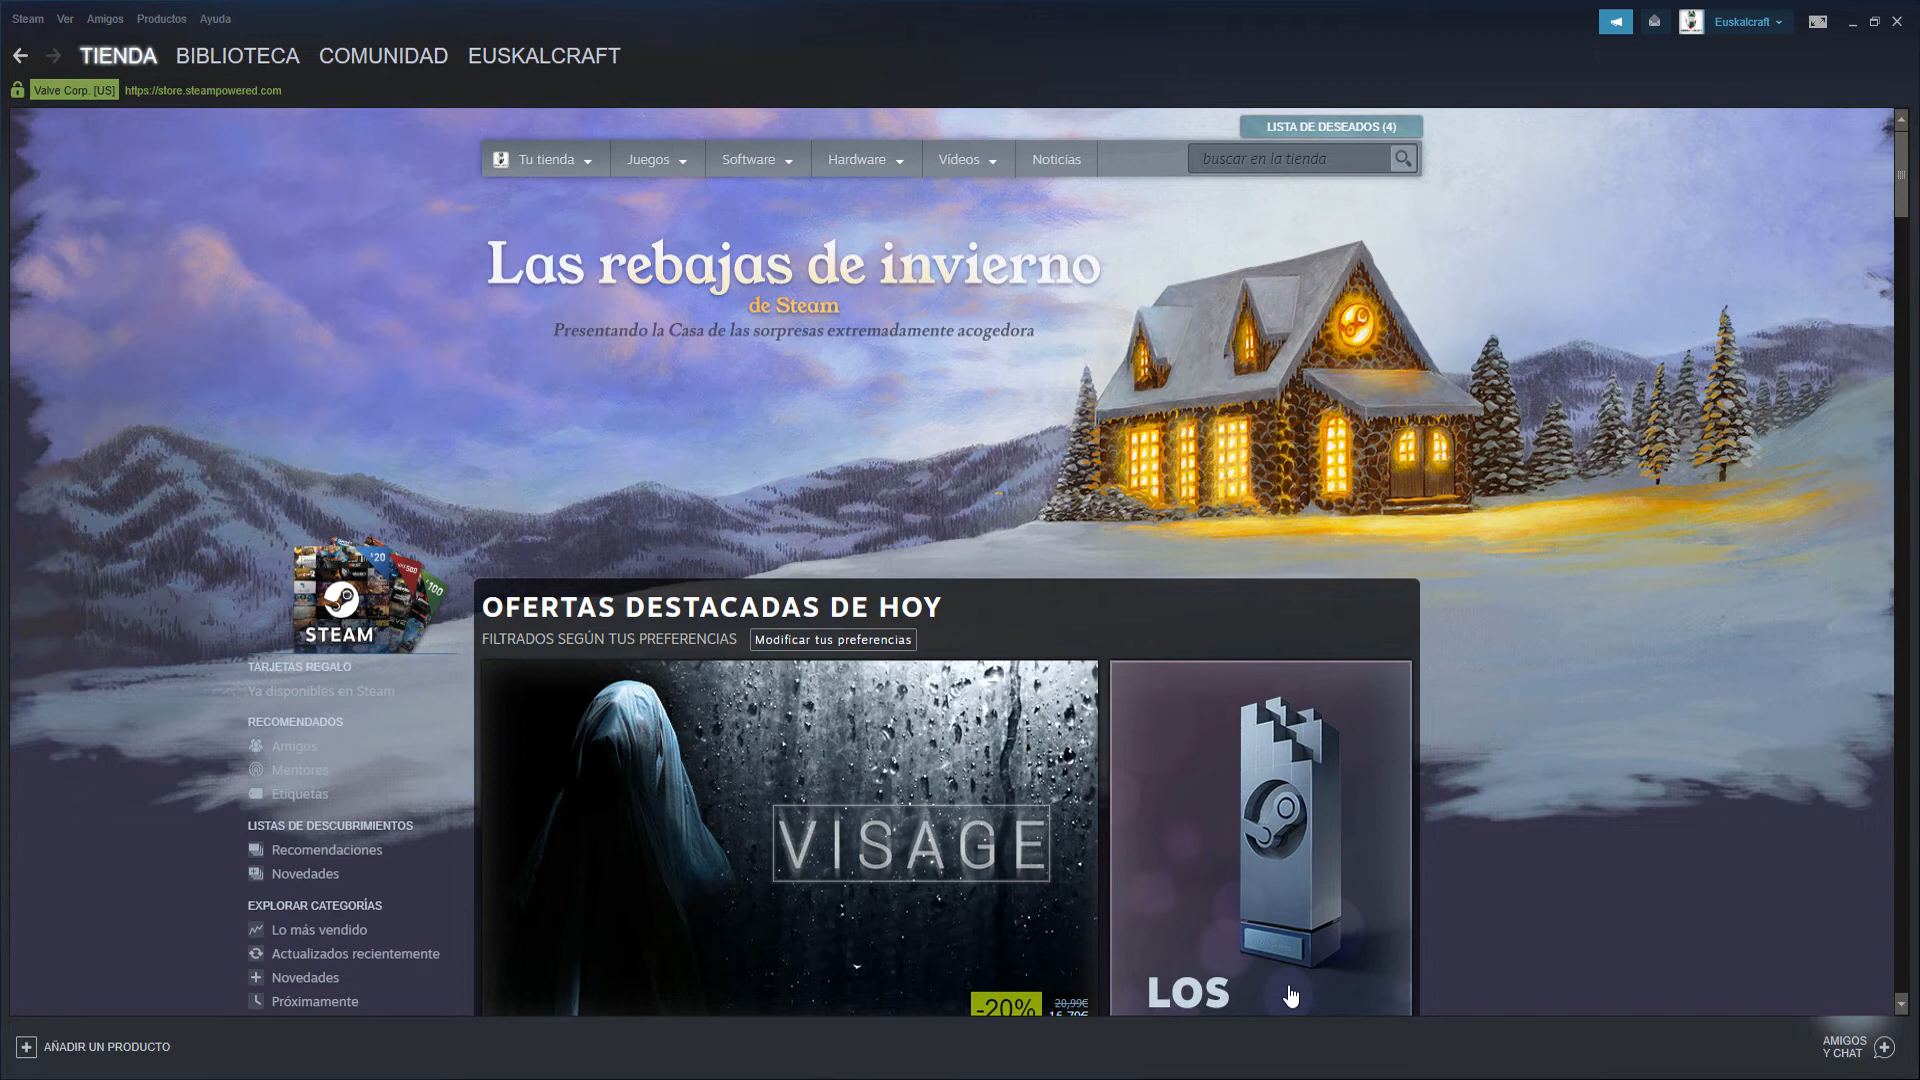 Steam Ver Amigos Productos Ayuda
Euskalcraft
TIENDA BIBLIOTECA COMUNIDAD EUSKALCRAFT
Valve Corp. [US] https://store.steampowered.com
LISTA DE DESEADOS (4)
Tu tienda Juegos Software Hardware Vídeos Noticias
buscar en la tienda
Las rebajas de invierno
de Steam
Presentando la Casa de las sorpresas extremadamente acogedora
STEAM
TARJETAS REGALO
Ya disponibles en Steam
RECOMENDADOS
Amigos
Mentores
Etiquetas
LISTAS DE DESCUBRIMIENTOS
Recomendaciones
Novedades
EXPLORAR CATEGORÍAS
Lo más vendido
Actualizados recientemente
Novedades
Próximamente
OFERTAS DESTACADAS DE HOY
FILTRADOS SEGÚN TUS PREFERENCIAS Modificar tus preferencias
VISAGE
-20% 20,99€
16,79€
LOS
AÑADIR UN PRODUCTO
AMIGOS
Y CHAT